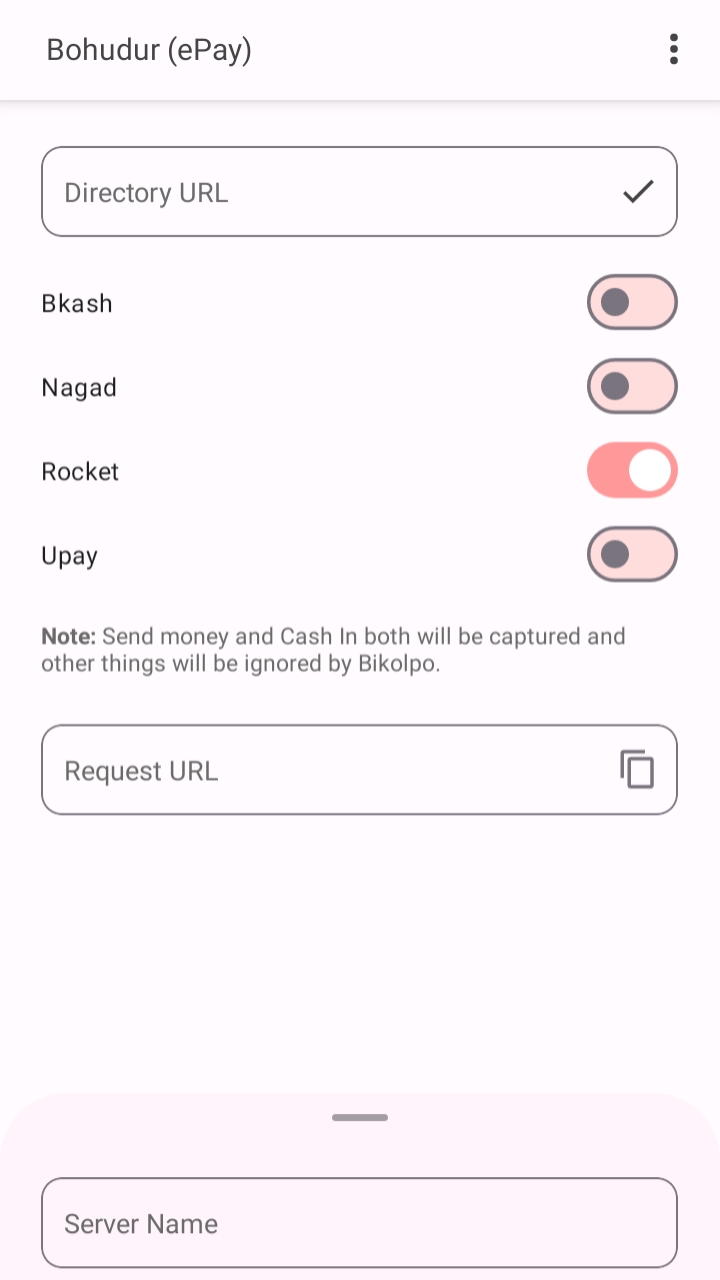 Bohudur (ePay)
Directory URL
Bkash
Nagad
Rocket
Upay
Note: Send money and Cash In both will be captured and
other things will be ignored by Bikolpo.
Request URL
Server Name